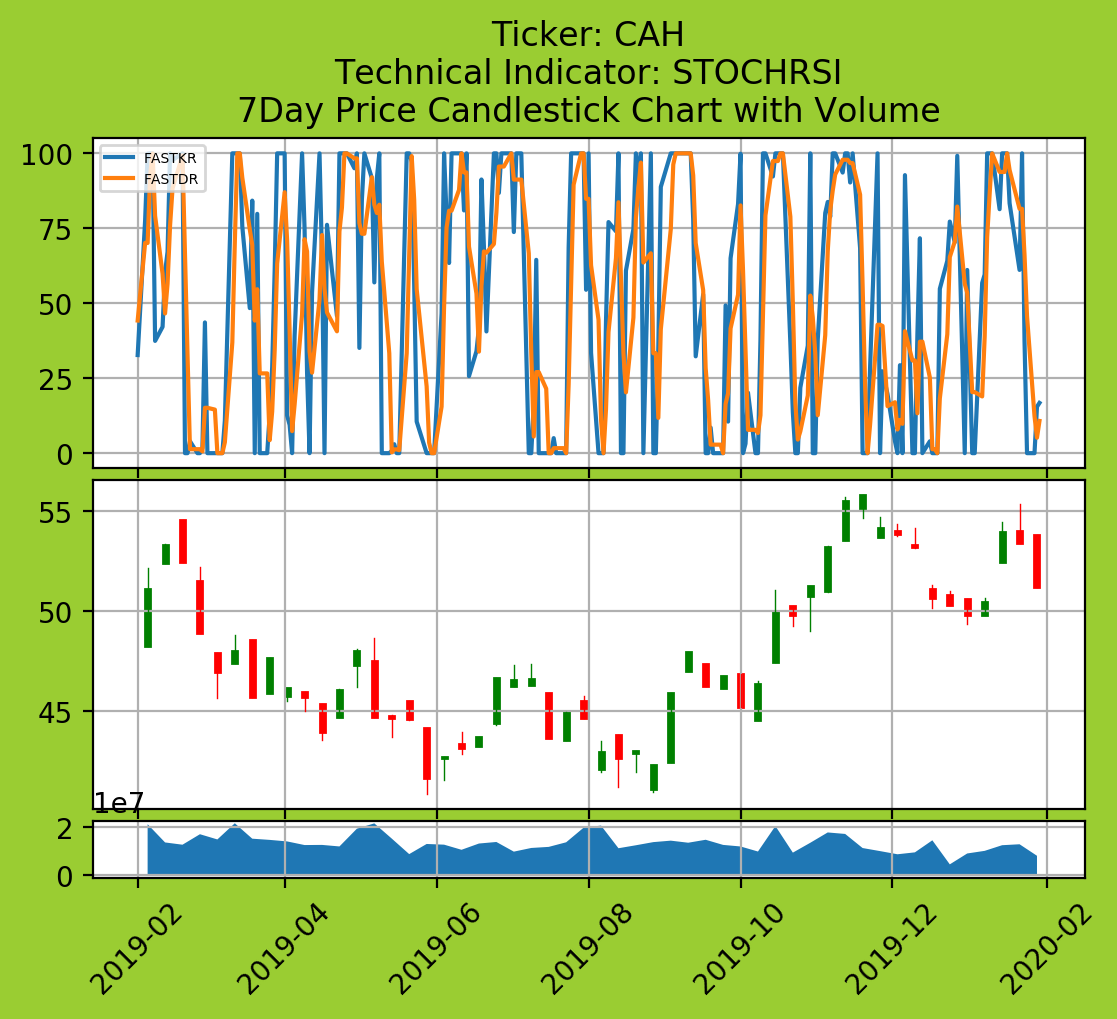 Ticker: CAH
Technical Indicator: STOCHRSI
7Day Price Candlestick Chart with Volume
100
FASTKR
FASTDR
75
50
25
0
55
50
45
1e7
2
0
2019-02 2019-04 2019-06 2019-08 2019-10 2019-12 2020-02